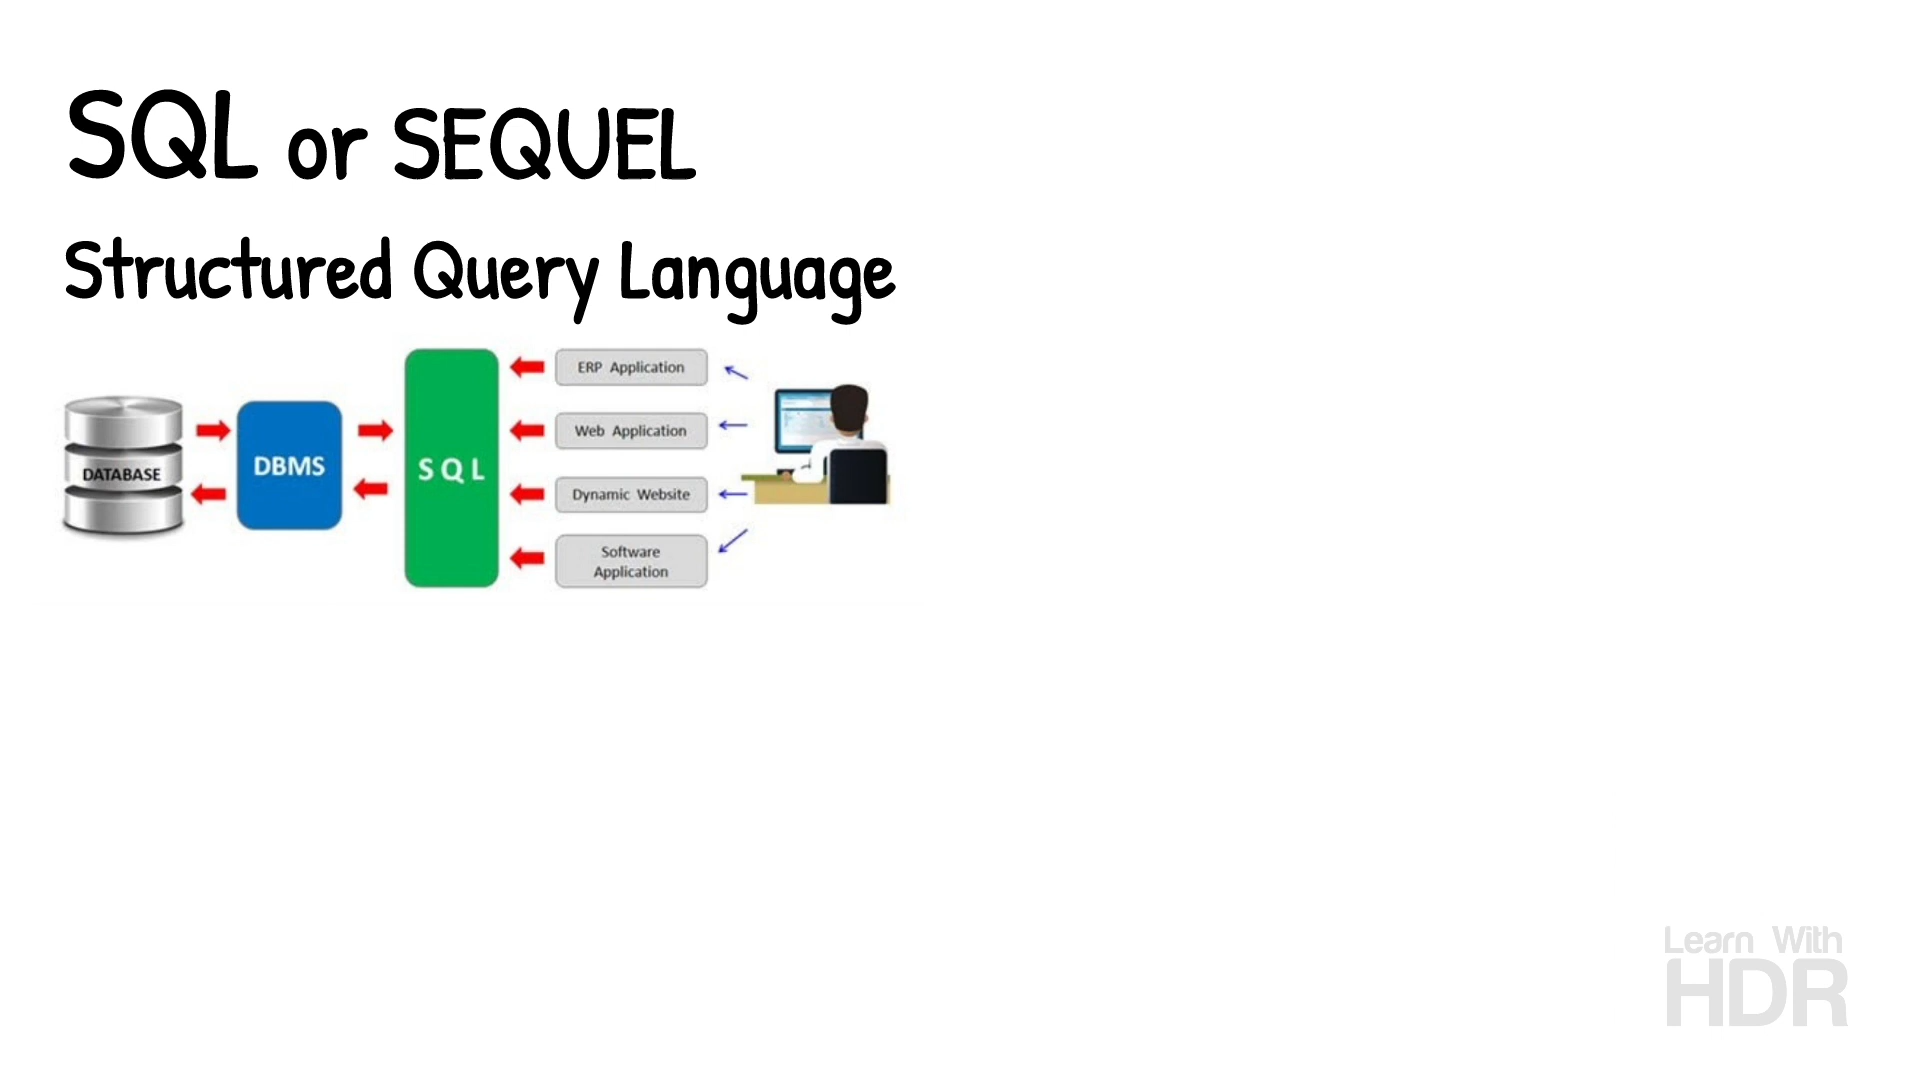 SQL or SEQUEL
Structured Query Language
DATABASE
DBMS
SQL
ERP Application
Web Application
Dynamic Website
Software
Application
Learn With
HDR